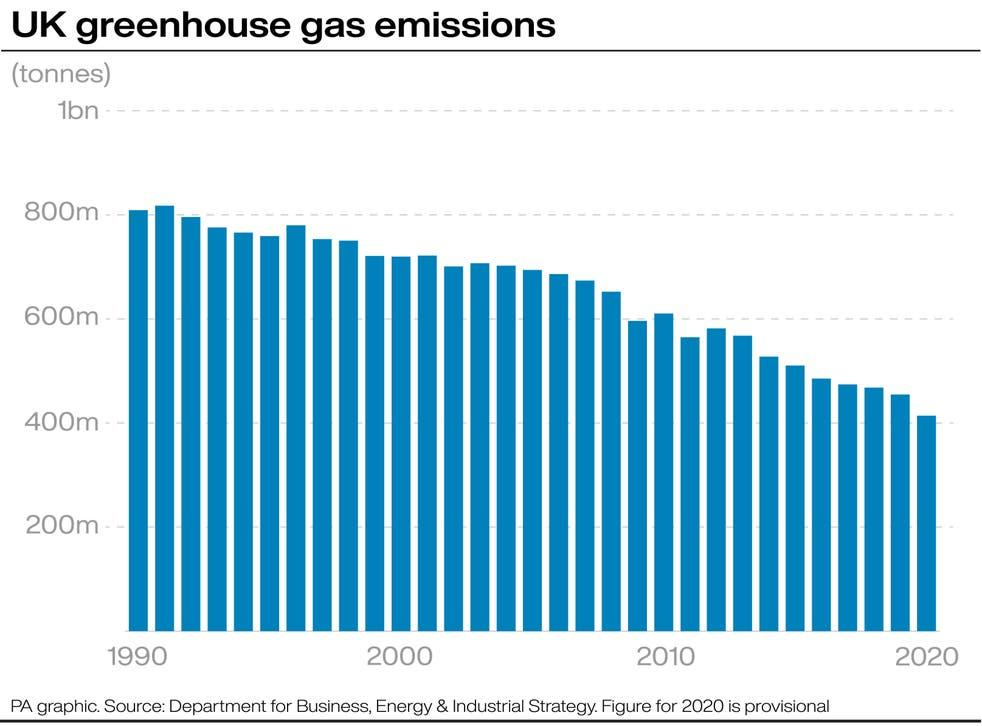 UK greenhouse gas emissions
(tonnes)
1bn
800m
600m
400m
200m
1990 2000 2010 2020
PA graphic. Source: Department for Business, Energy & Industrial Strategy. Figure for 2020 is provisional